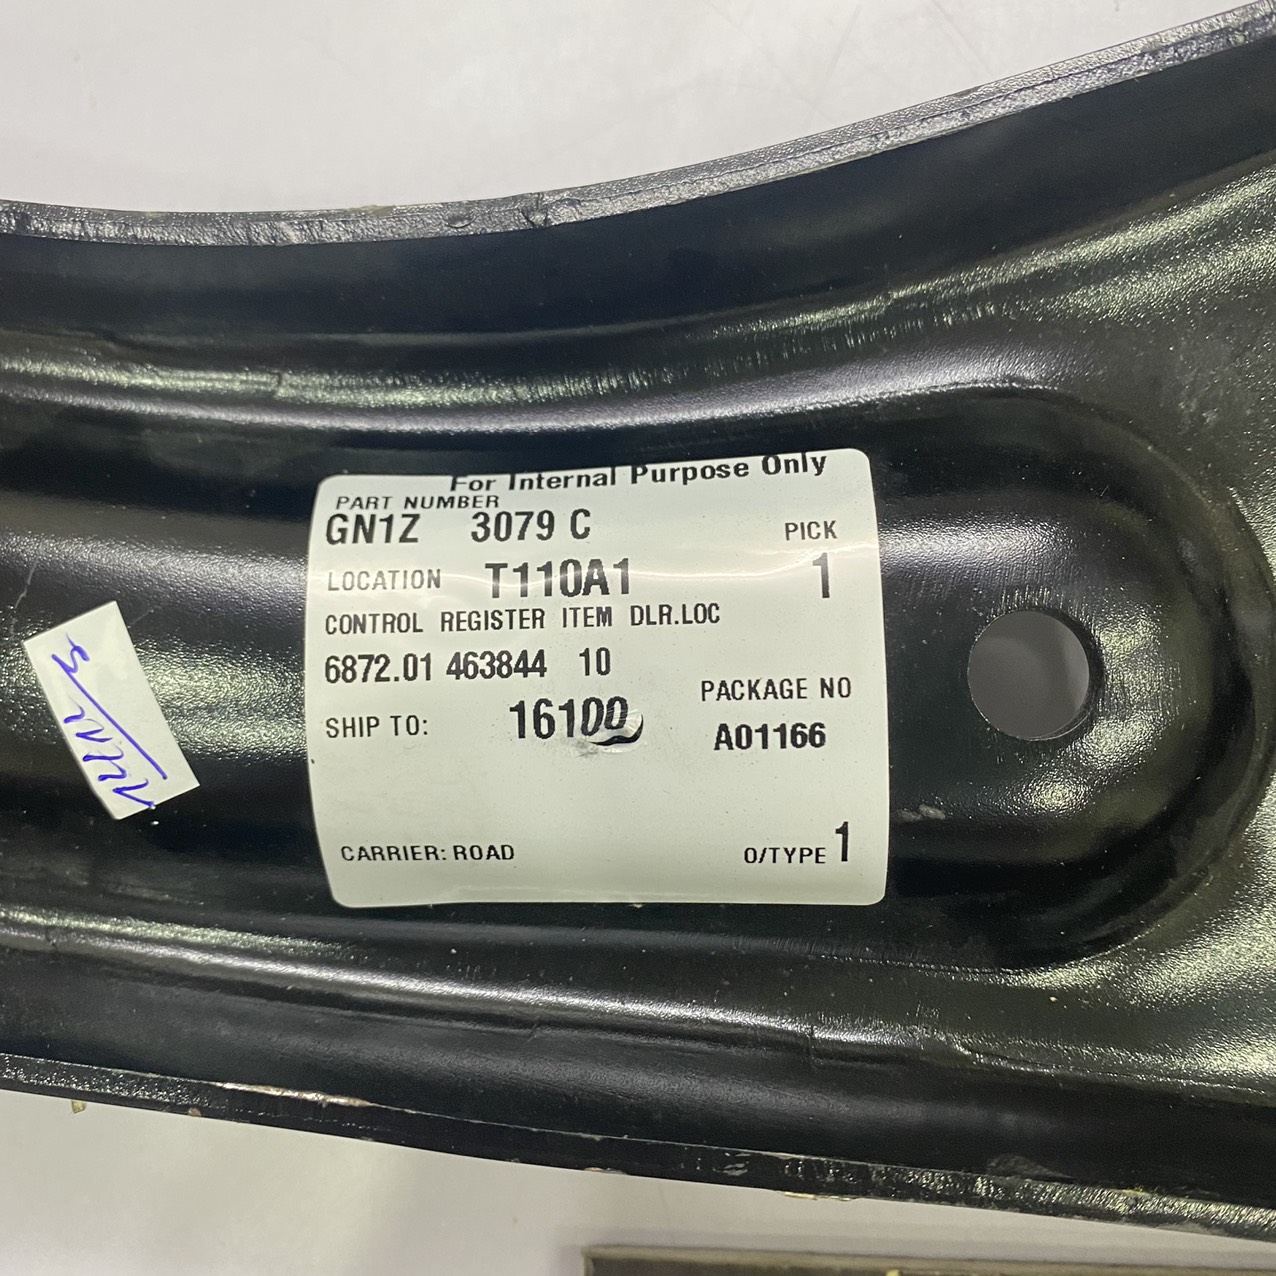 For Internal Purpose Only
PART NUMBER
GN1Z 3079 C
PICK
LOCATION T110A1
1
CONTROL REGISTER ITEM DLR.LOC
6872.01 463844 10
PACKAGE NO
SHIP TO: 16100
A01166
CARRIER: ROAD
O/TYPE 1